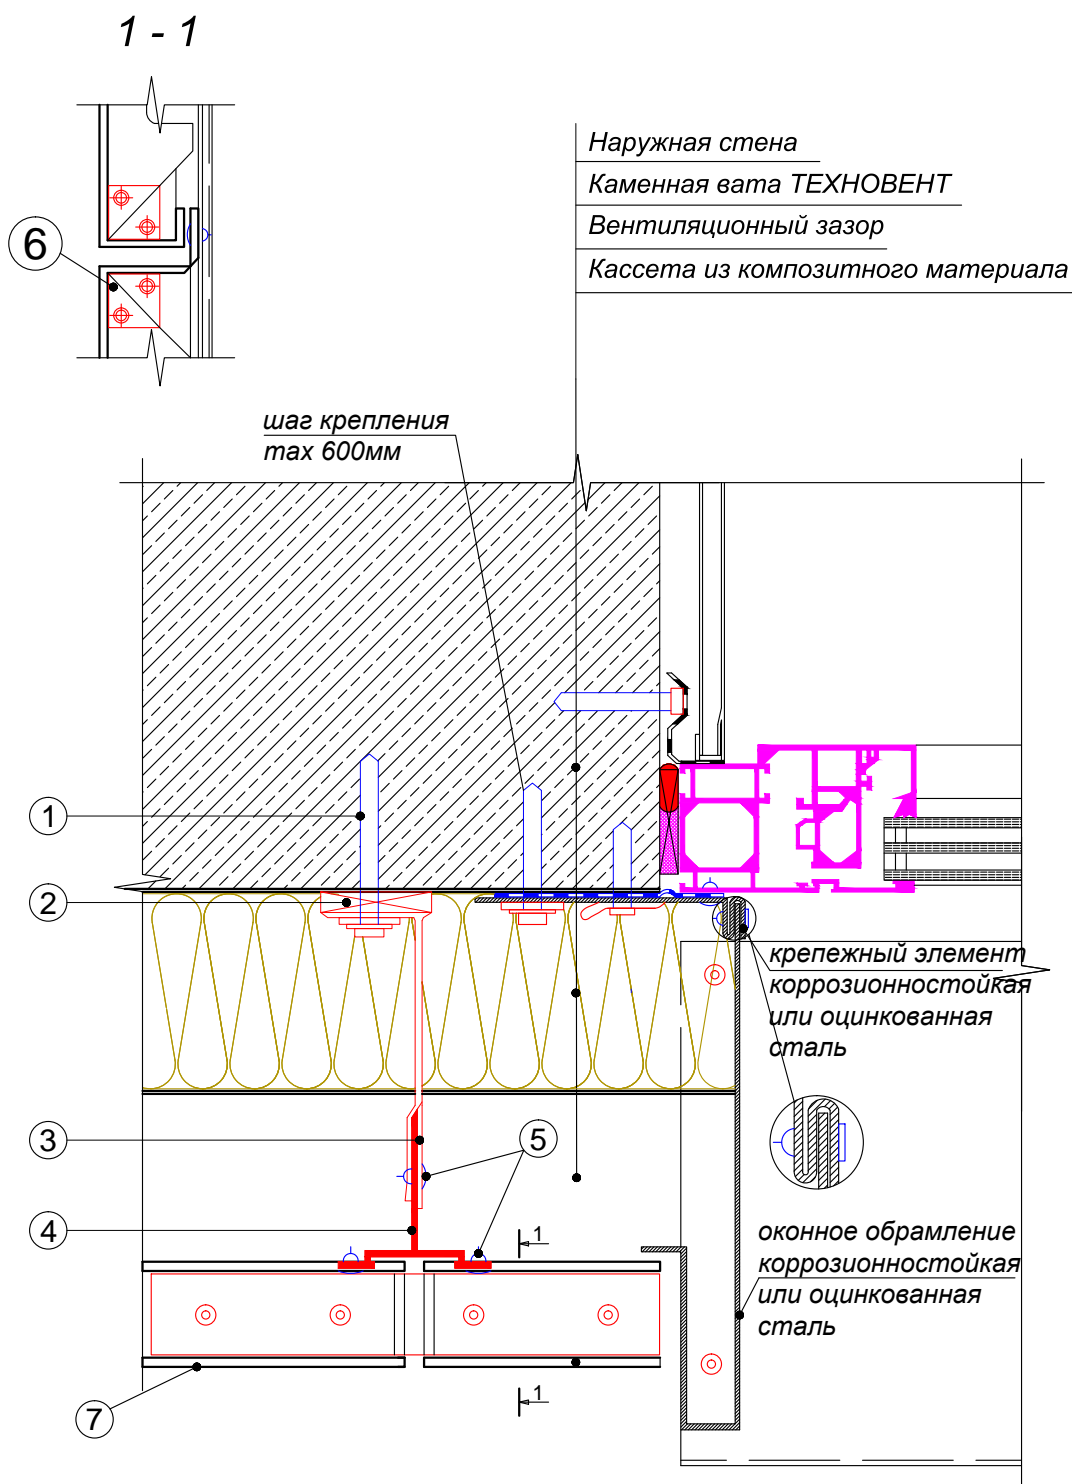 1 - 1
Наружная стена
Каменная вата ТЕХНОВЕНТ
Вентиляционный зазор
Кассета из композитного материала
6
шаг крепления
max 600мм
1
2
крепежный элемент
коррозионностойкая
или оцинкованная
сталь
3
5
4
1
оконное обрамление
коррозионностойкая
или оцинкованная
сталь
7
1